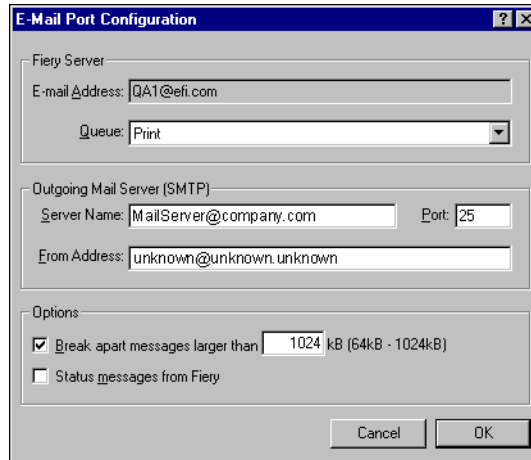 E-Mail Port Configuration
Fiery Server
E-mail Address: QA1@efi.com
Queue: Print
Outgoing Mail Server (SMTP)
Server Name: MailServer@company.com Port: 25
From Address: unknown@unknown.unknown
Options
Break apart messages larger than 1024 kB (64kB - 1024kB)
Status messages from Fiery
Cancel OK